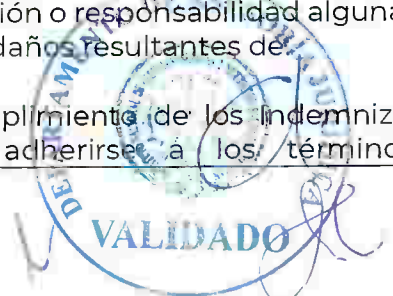 ión o responsabilidad alguna
daños resultantes de
plimiento de los Indemniz
adherirse a los términ
VALIDADO